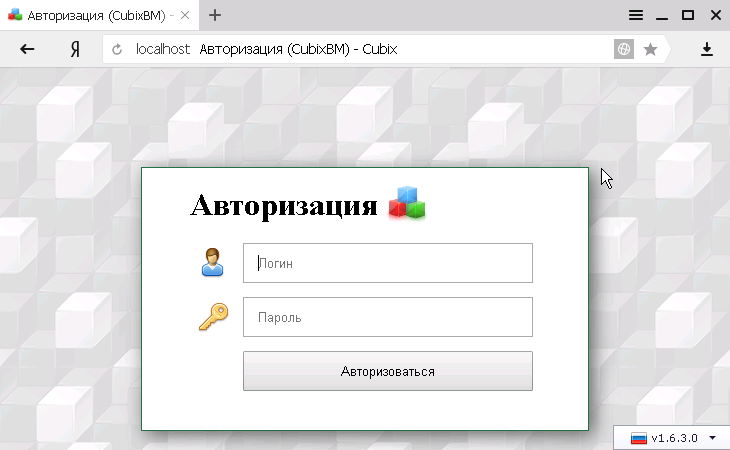 Авторизация (CubixBM) -
Я
localhost Авторизация (CubixBM) - Cubix
Авторизация
Логин
Пароль
Авторизоваться
v1.6.3.0